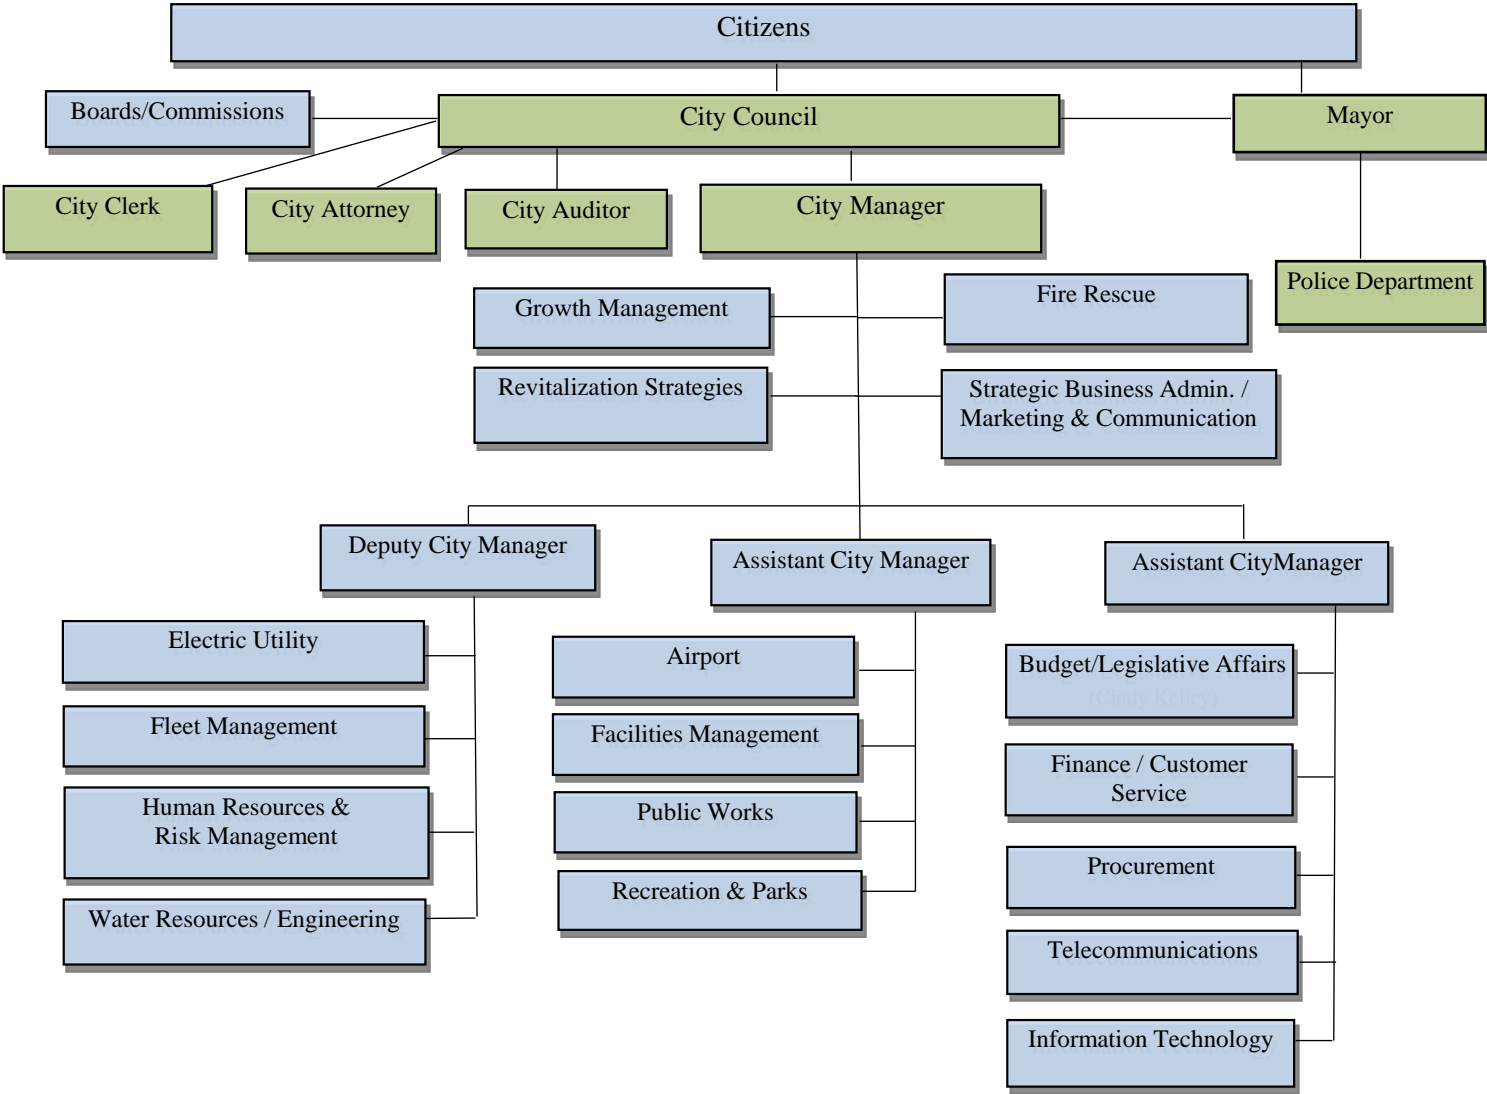 Citizens
Boards/Commissions
City Council
Mayor
City Clerk
City Attorney
City Auditor
City Manager
Police Department
Growth Management
Fire Rescue
Revitalization Strategies
Strategic Business Admin. /
Marketing & Communication
Deputy City Manager
Assistant City Manager
Assistant CityManager
Electric Utility
Fleet Management
Human Resources &
Risk Management
Water Resources / Engineering
Airport
Facilities Management
Public Works
Recreation & Parks
Budget/Legislative Affairs
(Cindy Kelley)
Finance / Customer
Service
Procurement
Telecommunications
Information Technology